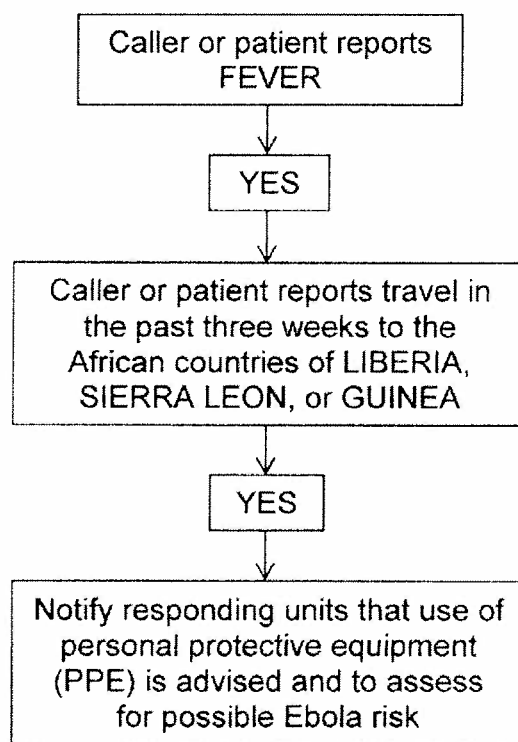 Caller or patient reports
FEVER
YES
Caller or patient reports travel in
the past three weeks to the
African countries of LIBERIA,
SIERRA LEON, or GUINEA
YES
Notify responding units that use of
personal protective equipment
(PPE) is advised and to assess
for possible Ebola risk